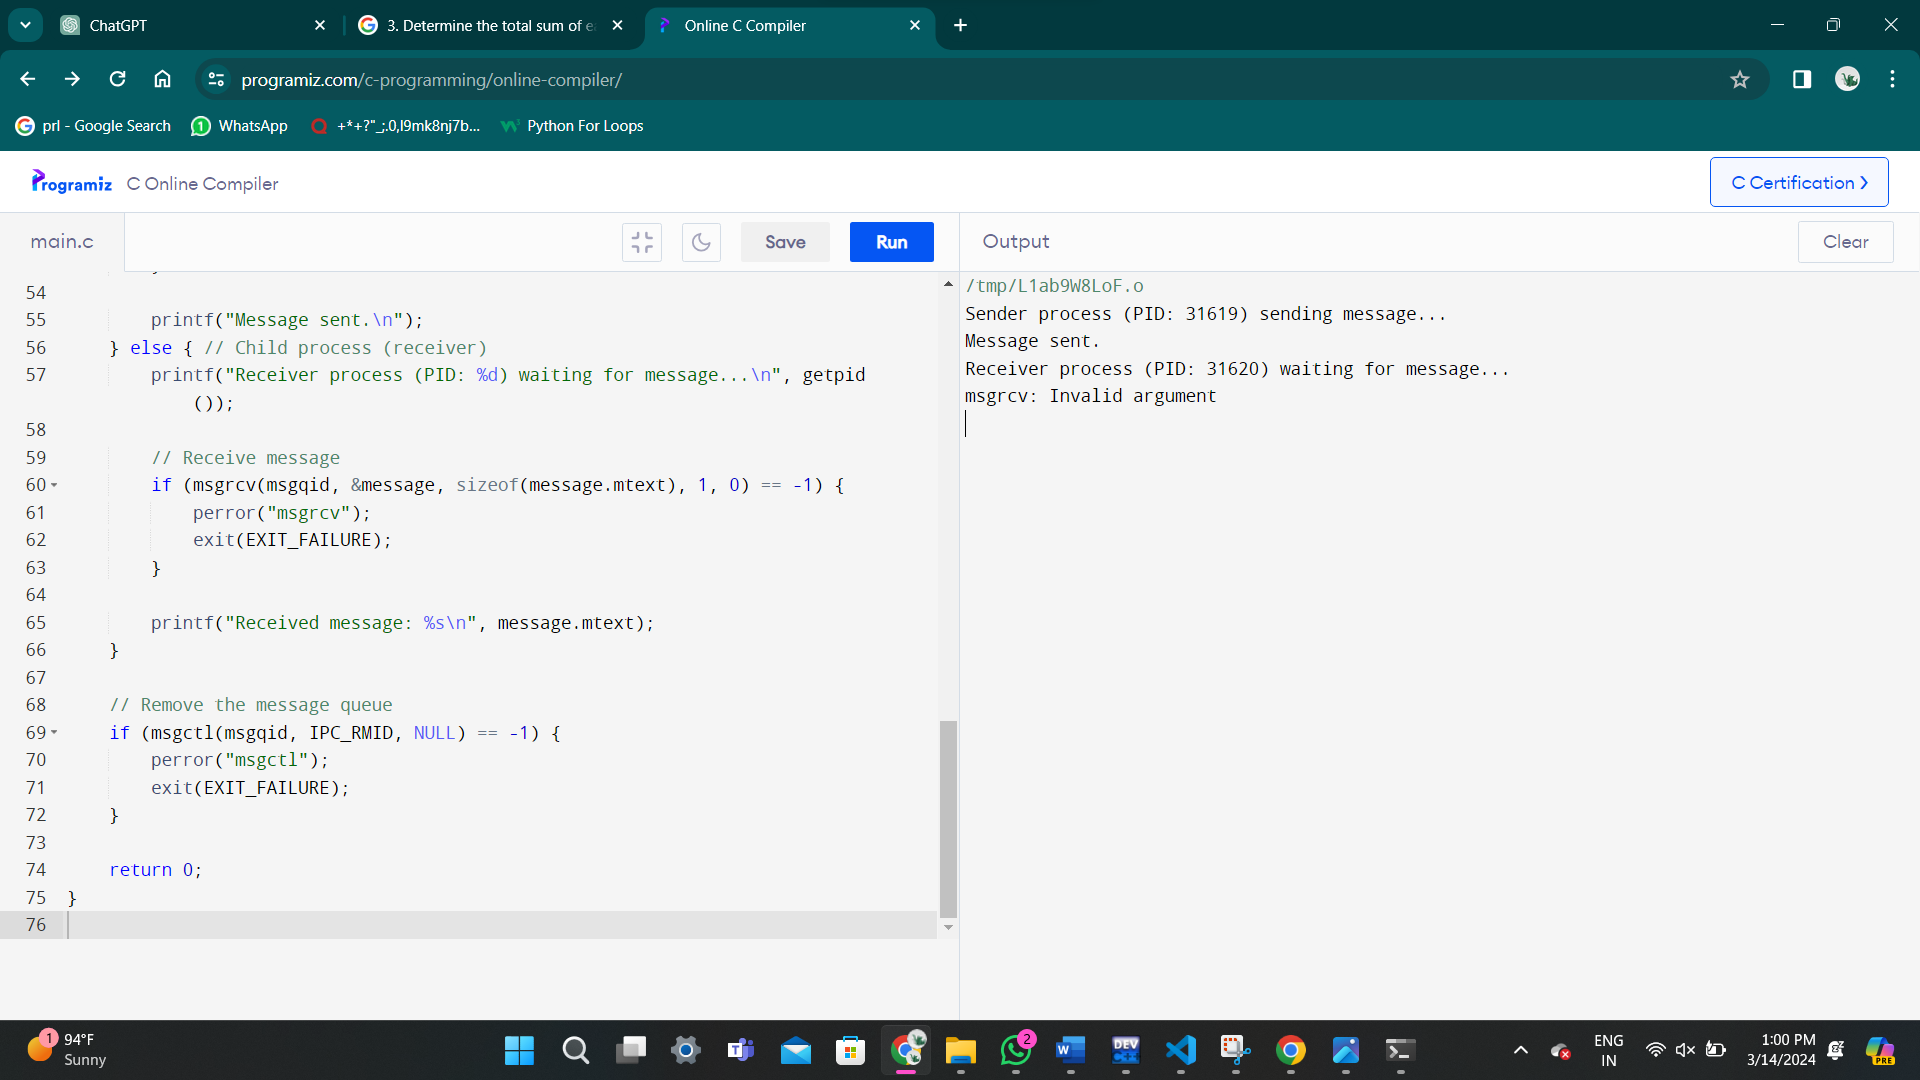 ChatGPT
3. Determine the total sum of e
Online C Compiler
programiz.com/c-programming/online-compiler/
prl - Google Search
WhatsApp
+*+?"_;.0,l9mk8nj7b...
Python For Loops
Programiz
C Online Compiler
C Certification
main.c
Save
Run
Output
Clear
54
55 printf("Message sent.\n");
56 } else { // Child process (receiver)
57 printf("Receiver process (PID: %d) waiting for message...\n", getpid
());
58
59 // Receive message
60 if (msgrcv(msgqid, &message, sizeof(message.mtext), 1, 0) == -1) {
61 perror("msgrcv");
62 exit(EXIT_FAILURE);
63 }
64
65 printf("Received message: %s\n", message.mtext);
66 }
67
68 // Remove the message queue
69 if (msgctl(msgqid, IPC_RMID, NULL) == -1) {
70 perror("msgctl");
71 exit(EXIT_FAILURE);
72 }
73
74 return 0;
75 }
76
/tmp/L1ab9W8LoF.o
Sender process (PID: 31619) sending message...
Message sent.
Receiver process (PID: 31620) waiting for message...
msgrcv: Invalid argument
1
94°F
Sunny
2
DEV
PRE
ENG
IN
1:00 PM
3/14/2024